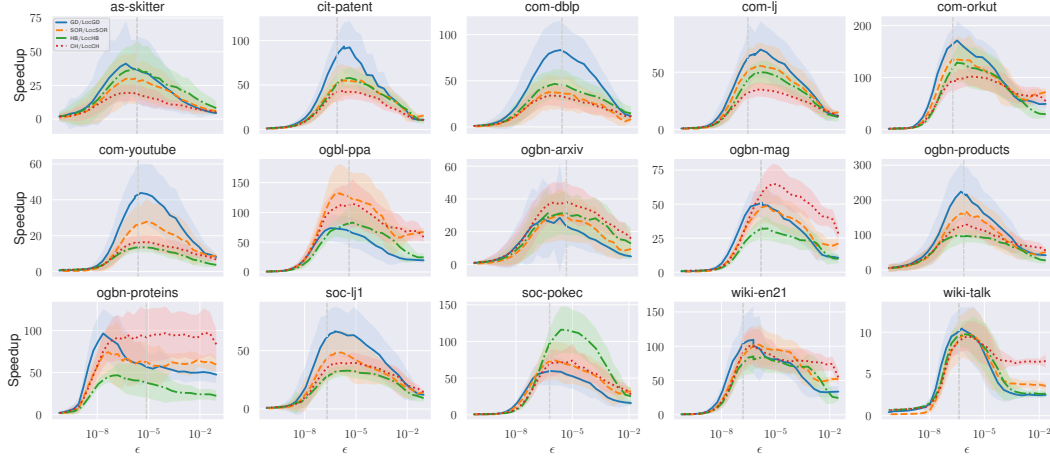 as-skitter
cit-patent
com-dblp
com-lj
com-orkut
Speedup
75
50
25
0
GD/LocGD
SOR/LocSOR
HB/LocHB
CH/LocCH
100
50
0
100
50
0
50
0
200
100
0
com-youtube
ogbl-ppa
ogbn-arxiv
ogbn-mag
ogbn-products
Speedup
60
40
20
0
150
100
50
0
60
40
20
0
75
50
25
0
300
200
100
0
ogbn-proteins
soc-lj1
soc-pokec
wiki-en21
wiki-talk
Speedup
100
50
0
50
0
150
100
50
0
150
100
50
0
10
5
0
10⁻⁸ 10⁻⁵ 10⁻²
10⁻⁸ 10⁻⁵ 10⁻²
10⁻⁸ 10⁻⁵ 10⁻²
10⁻⁸ 10⁻⁵ 10⁻²
10⁻⁸ 10⁻⁵ 10⁻²
ϵ
ϵ
ϵ
ϵ
ϵ